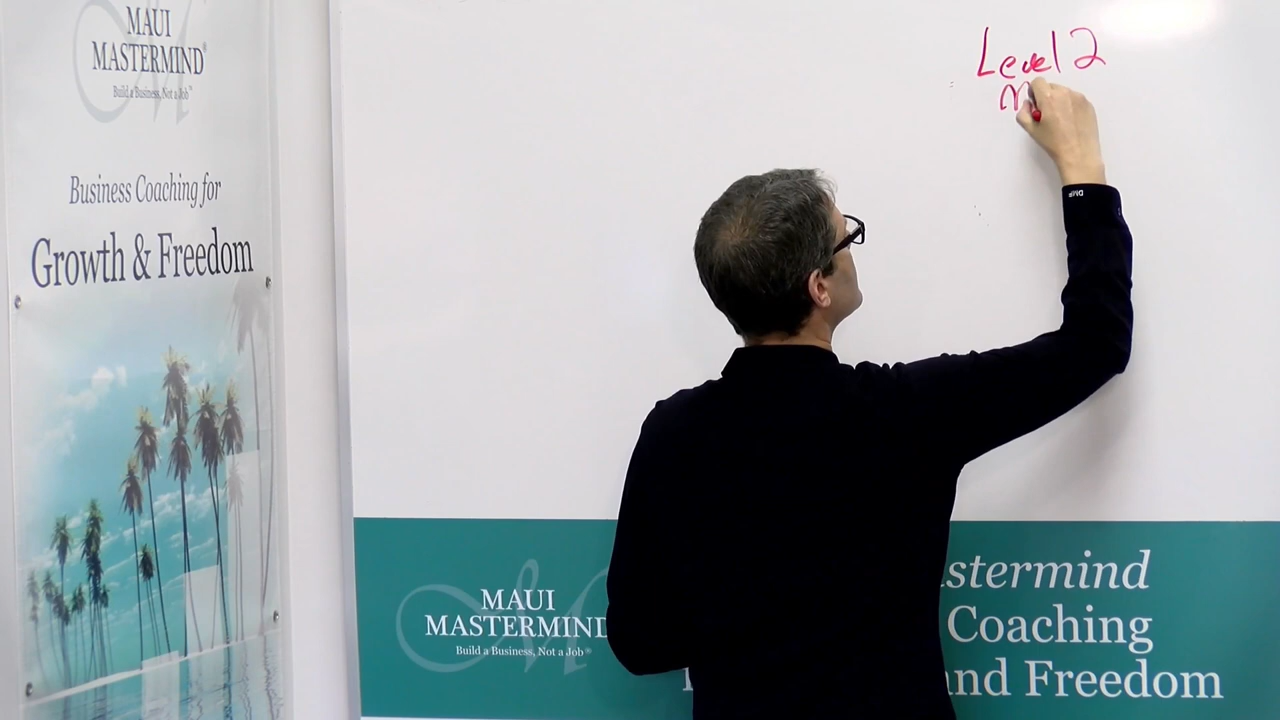 MAUI
MASTERMIND®
Build a Business, Not a Job®
Business Coaching for
Growth & Freedom
Level 2
DMF
MAUI
MASTERMIND
Build a Business, Not a Job®
stermind
Coaching
and Freedom